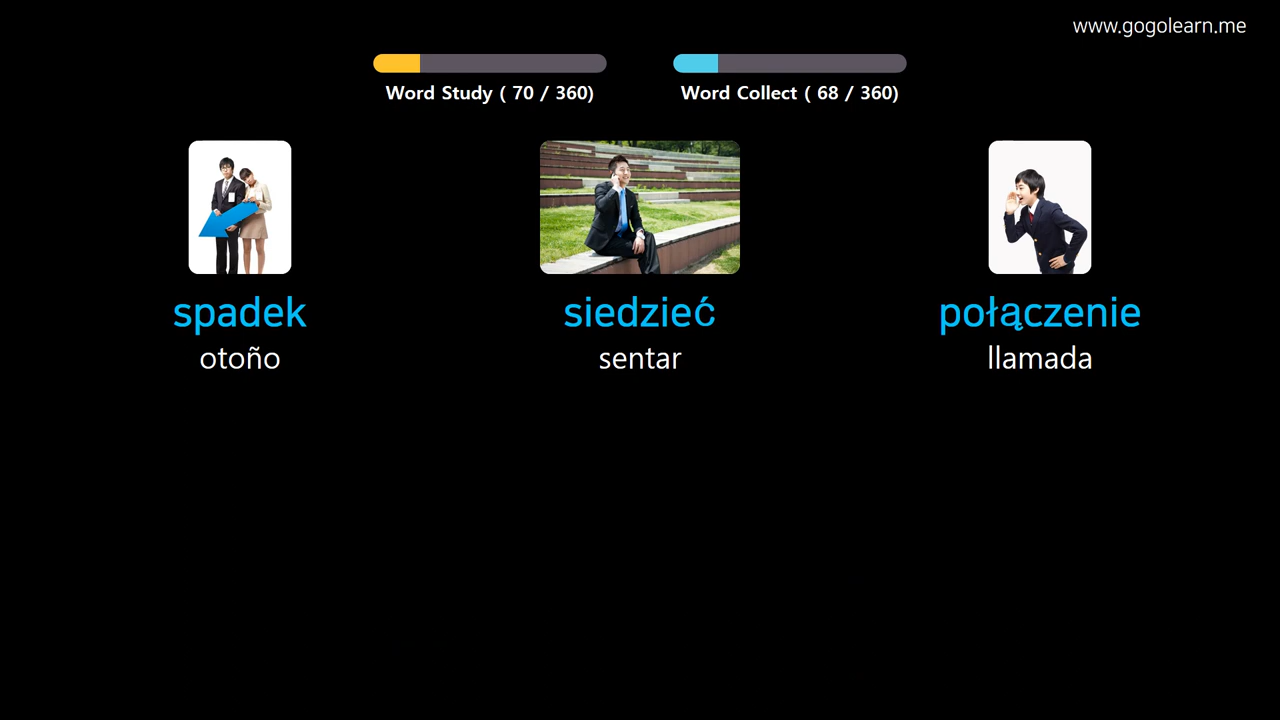 www.gogolearn.me
Word Study ( 70 / 360)
Word Collect ( 68 / 360)
spadek
otoño
siedzieć
sentar
połączenie
llamada